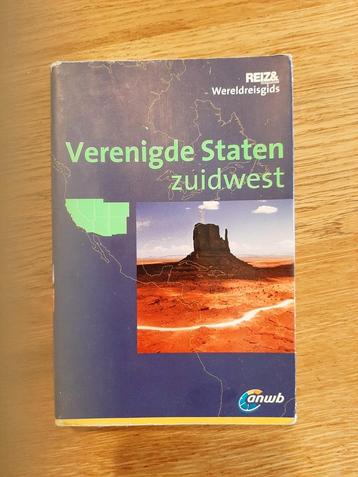 REIZ&
Wereldreisgids
Verenigde Staten
zuidwest
anwb